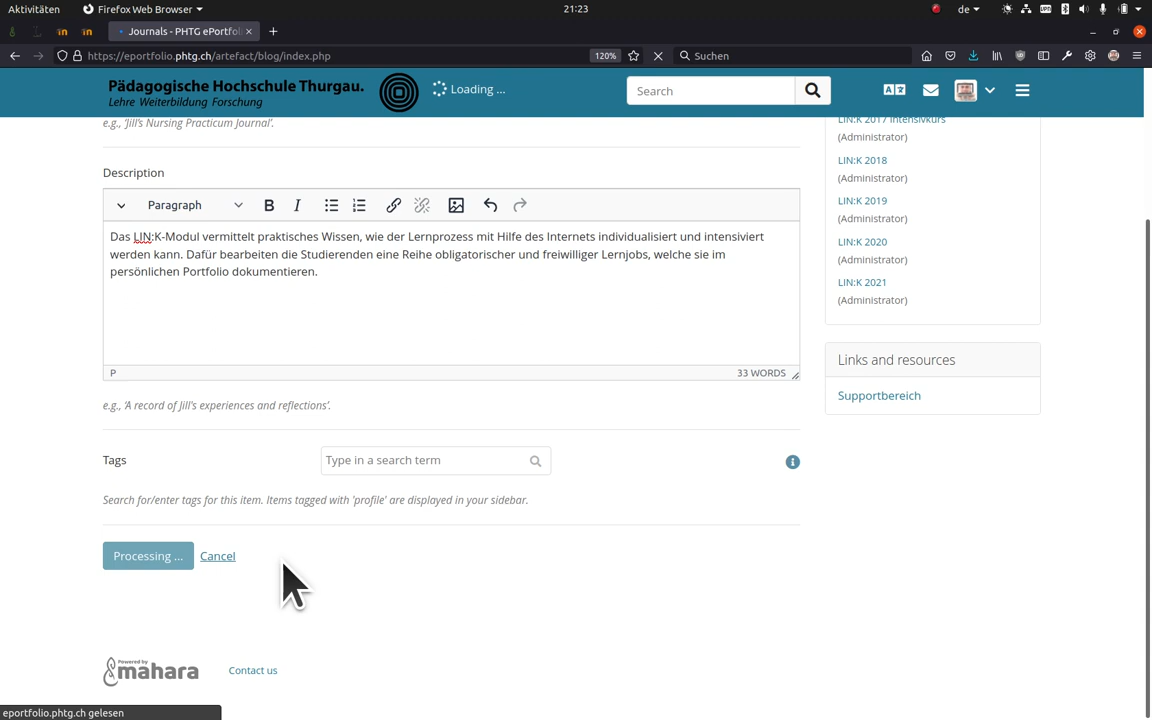 Aktivitäten
Firefox Web Browser
21:23
de
Journals - PHTG ePortfoli
https://eportfolio.phtg.ch/artefact/blog/index.php
120%
Suchen
Pädagogische Hochschule Thurgau.
Lehre Weiterbildung Forschung
Loading ...
Search
e.g., 'Jill's Nursing Practicum Journal'.
Description
Paragraph
B
I
Das LIN:K-Modul vermittelt praktisches Wissen, wie der Lernprozess mit Hilfe des Internets individualisiert und intensiviert
werden kann. Dafür bearbeiten die Studierenden eine Reihe obligatorischer und freiwilliger Lernjobs, welche sie im
persönlichen Portfolio dokumentieren.
P
33 WORDS
e.g., 'A record of Jill's experiences and reflections'.
Tags
Type in a search term
Search for/enter tags for this item. Items tagged with 'profile' are displayed in your sidebar.
Processing ...
Cancel
LIN:K 2017 Intensivkurs
(Administrator)
LIN:K 2018
(Administrator)
LIN:K 2019
(Administrator)
LIN:K 2020
(Administrator)
LIN:K 2021
(Administrator)
Links and resources
Supportbereich
Powered by
mahara
Contact us
eportfolio.phtg.ch gelesen